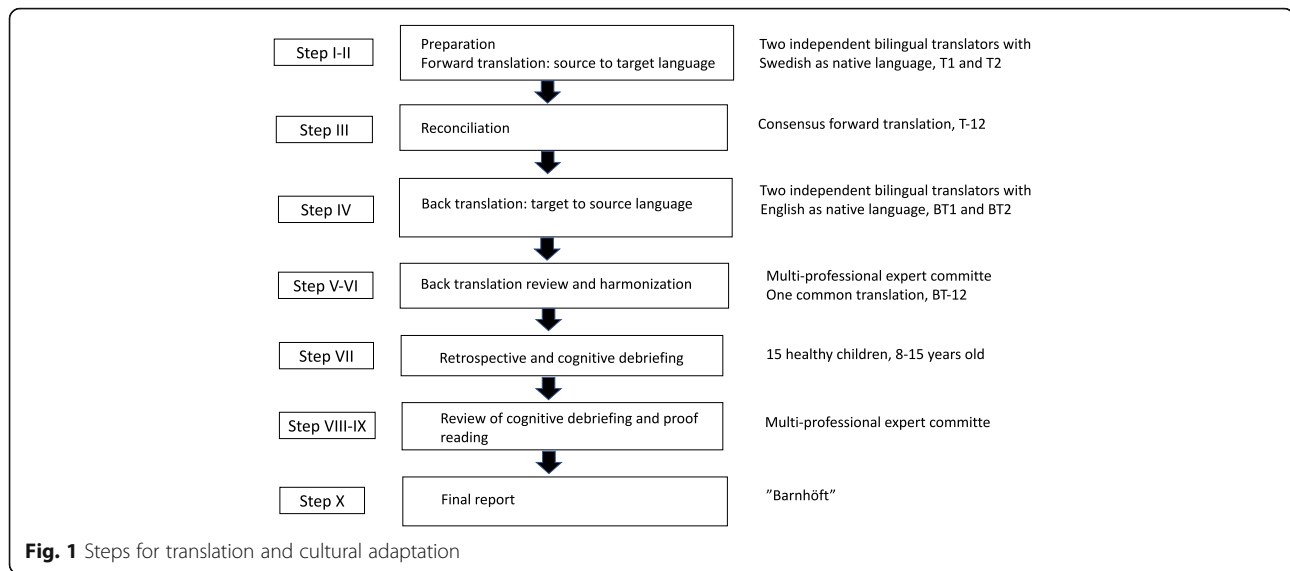 Step I-II
Preparation
Forward translation: source to target language
Two independent bilingual translators with
Swedish as native language, T1 and T2
Step III
Reconciliation
Consensus forward translation, T-12
Step IV
Back translation: target to source language
Two independent bilingual translators with
English as native language, BT1 and BT2
Step V-VI
Back translation review and harmonization
Multi-professional expert committe
One common translation, BT-12
Step VII
Retrospective and cognitive debriefing
15 healthy children, 8-15 years old
Step VIII-IX
Review of cognitive debriefing and proof
reading
Multi-professional expert committe
Step X
Final report
”Barnhöft”
Fig. 1 Steps for translation and cultural adaptation